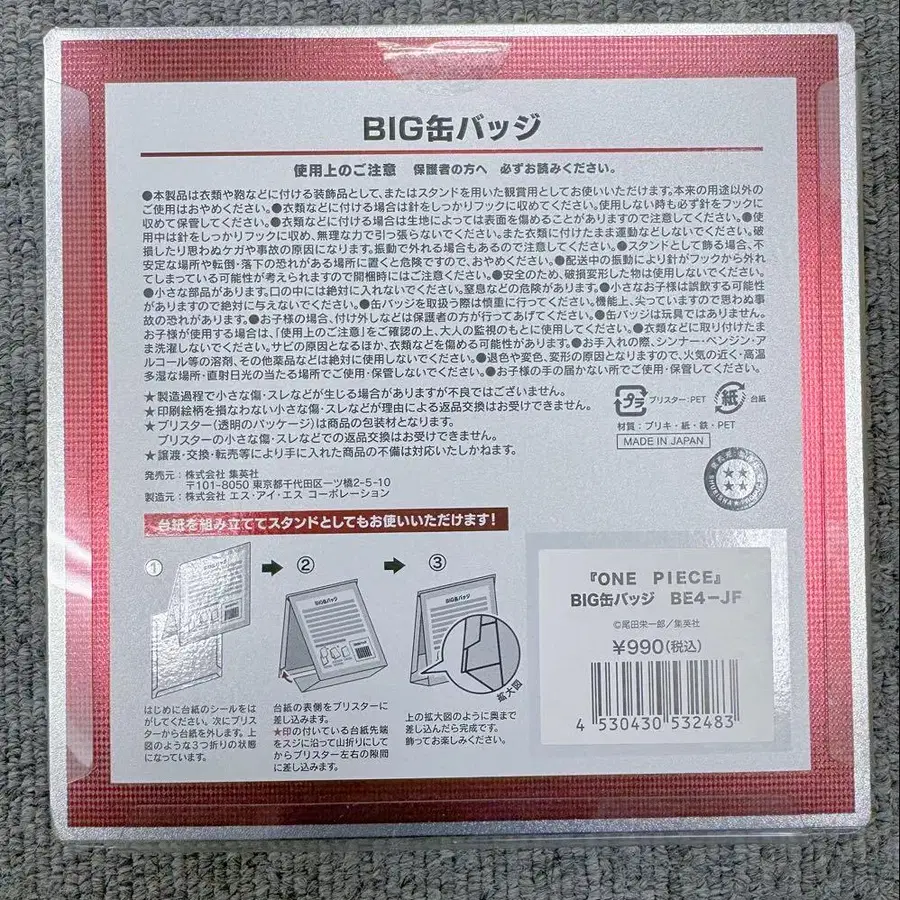 BIG缶バッジ
使用上のご注意 保護者の方へ 必ずお読みください。
●本製品は衣類や鞄などに付ける装飾品として、またはスタンドを用いた観賞用としてお使いいただけます。本来の用途以外の
ご使用はおやめください。●衣類などに付ける場合は針をしっかりフックに収めてください。使用しない時も必ず針をフックに
収めて保管してください。●衣類などに付ける場合は生地によっては表面を傷めることがありますので注意してください。●使
用中は針をしっかりフックに収め、無理な力で引っ張らないでください。また衣類に付けたまま運動などしないでください。破
損したり思わぬケガや事故の原因になります。振動で外れる場合もあるので注意してください。●スタンドとして飾る場合、不
安定な場所や転倒・落下の恐れがある場所に置くと危険ですので、おやめください。●配送中の振動により針がフックから外れ
てしまっている可能性が考えられますので開梱時にはご注意ください。●安全のため、破損変形した物は使用しないでください。
●小さな部品があります。口の中には絶対に入れないでください。窒息などの危険があります。●小さなお子様は誤飲する可能性
がありますので絶対に与えないでください。●缶バッジを取扱う際は慎重に行ってください。機能上、尖っていますので思わぬ事
故の恐れがあります。●お子様の場合、付け外しなどは保護者の方が行ってあげてください。●缶バッジは玩具ではありません。
お子様が使用する場合は、「使用上のご注意」をご確認の上、大人の監視のもとに使用してください。●衣類などに取り付けたま
ま洗濯しないでください。サビの原因となるほか、衣類などを傷める可能性があります。●お手入れの際、シンナー・ベンジン・ア
ルコール等の溶剤、その他薬品などは絶対に使用しないでください。●退色や変色、変形の原因となりますので、火気の近く・高温
多湿な場所・直射日光の当たる場所でご使用・保管しないでください。●お子様の手の届かない所でご使用・保管してください。
★製造過程で小さな傷・スレなどが生じる場合がありますが不良ではございません。
★印刷絵柄を損なわない小さな傷・スレなどが理由による返品交換はお受けできません。
★ブリスター(透明のパッケージ)は商品の包装材となります。
ブリスターの小さな傷・スレなどでの返品交換はお受けできません。
★譲渡・交換・転売等により手に入れた商品の不備は対応いたしかねます。
プラ ブリスター:PET 紙 台紙
材質:ブリキ・紙・鉄・PET
MADE IN JAPAN
発売元:株式会社 集英社
〒101-8050 東京都千代田区一ツ橋2-5-10
製造元:株式会社 エス・アイ・エス コーポレーション
台紙を組み立ててスタンドとしてもお使いいただけます!
① ② ③
BIG缶バッジ
BIG缶バッジ
拡大図
はじめに台紙のシールをは
がしてください。次にブリスタ
ーから台紙を外します。上
図のような3つ折りの状態
になっています。
台紙の表側をブリスターに
差し込みます。
★印の付いている台紙先端
をスジに沿って山折りにして
からブリスター左右の隙間
に差し込みます。
上の拡大図のように奥まで
差し込んだら完成です。
飾ってお楽しみください。
『ONE PIECE』
BIG缶バッジ BE4-JF
©尾田栄一郎/集英社
¥990(税込)
4 530430 532483